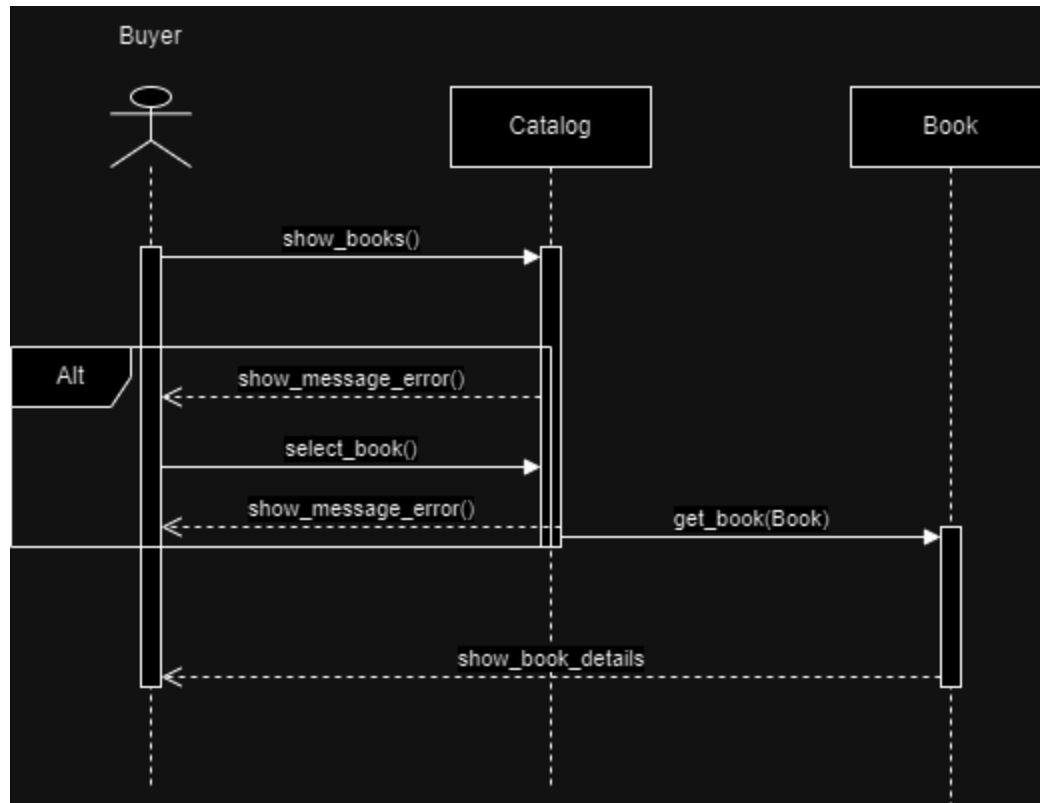 Buyer
Catalog
Book
show_books()
Alt
show_message_error()
select_book()
show_message_error()
get_book(Book)
show_book_details